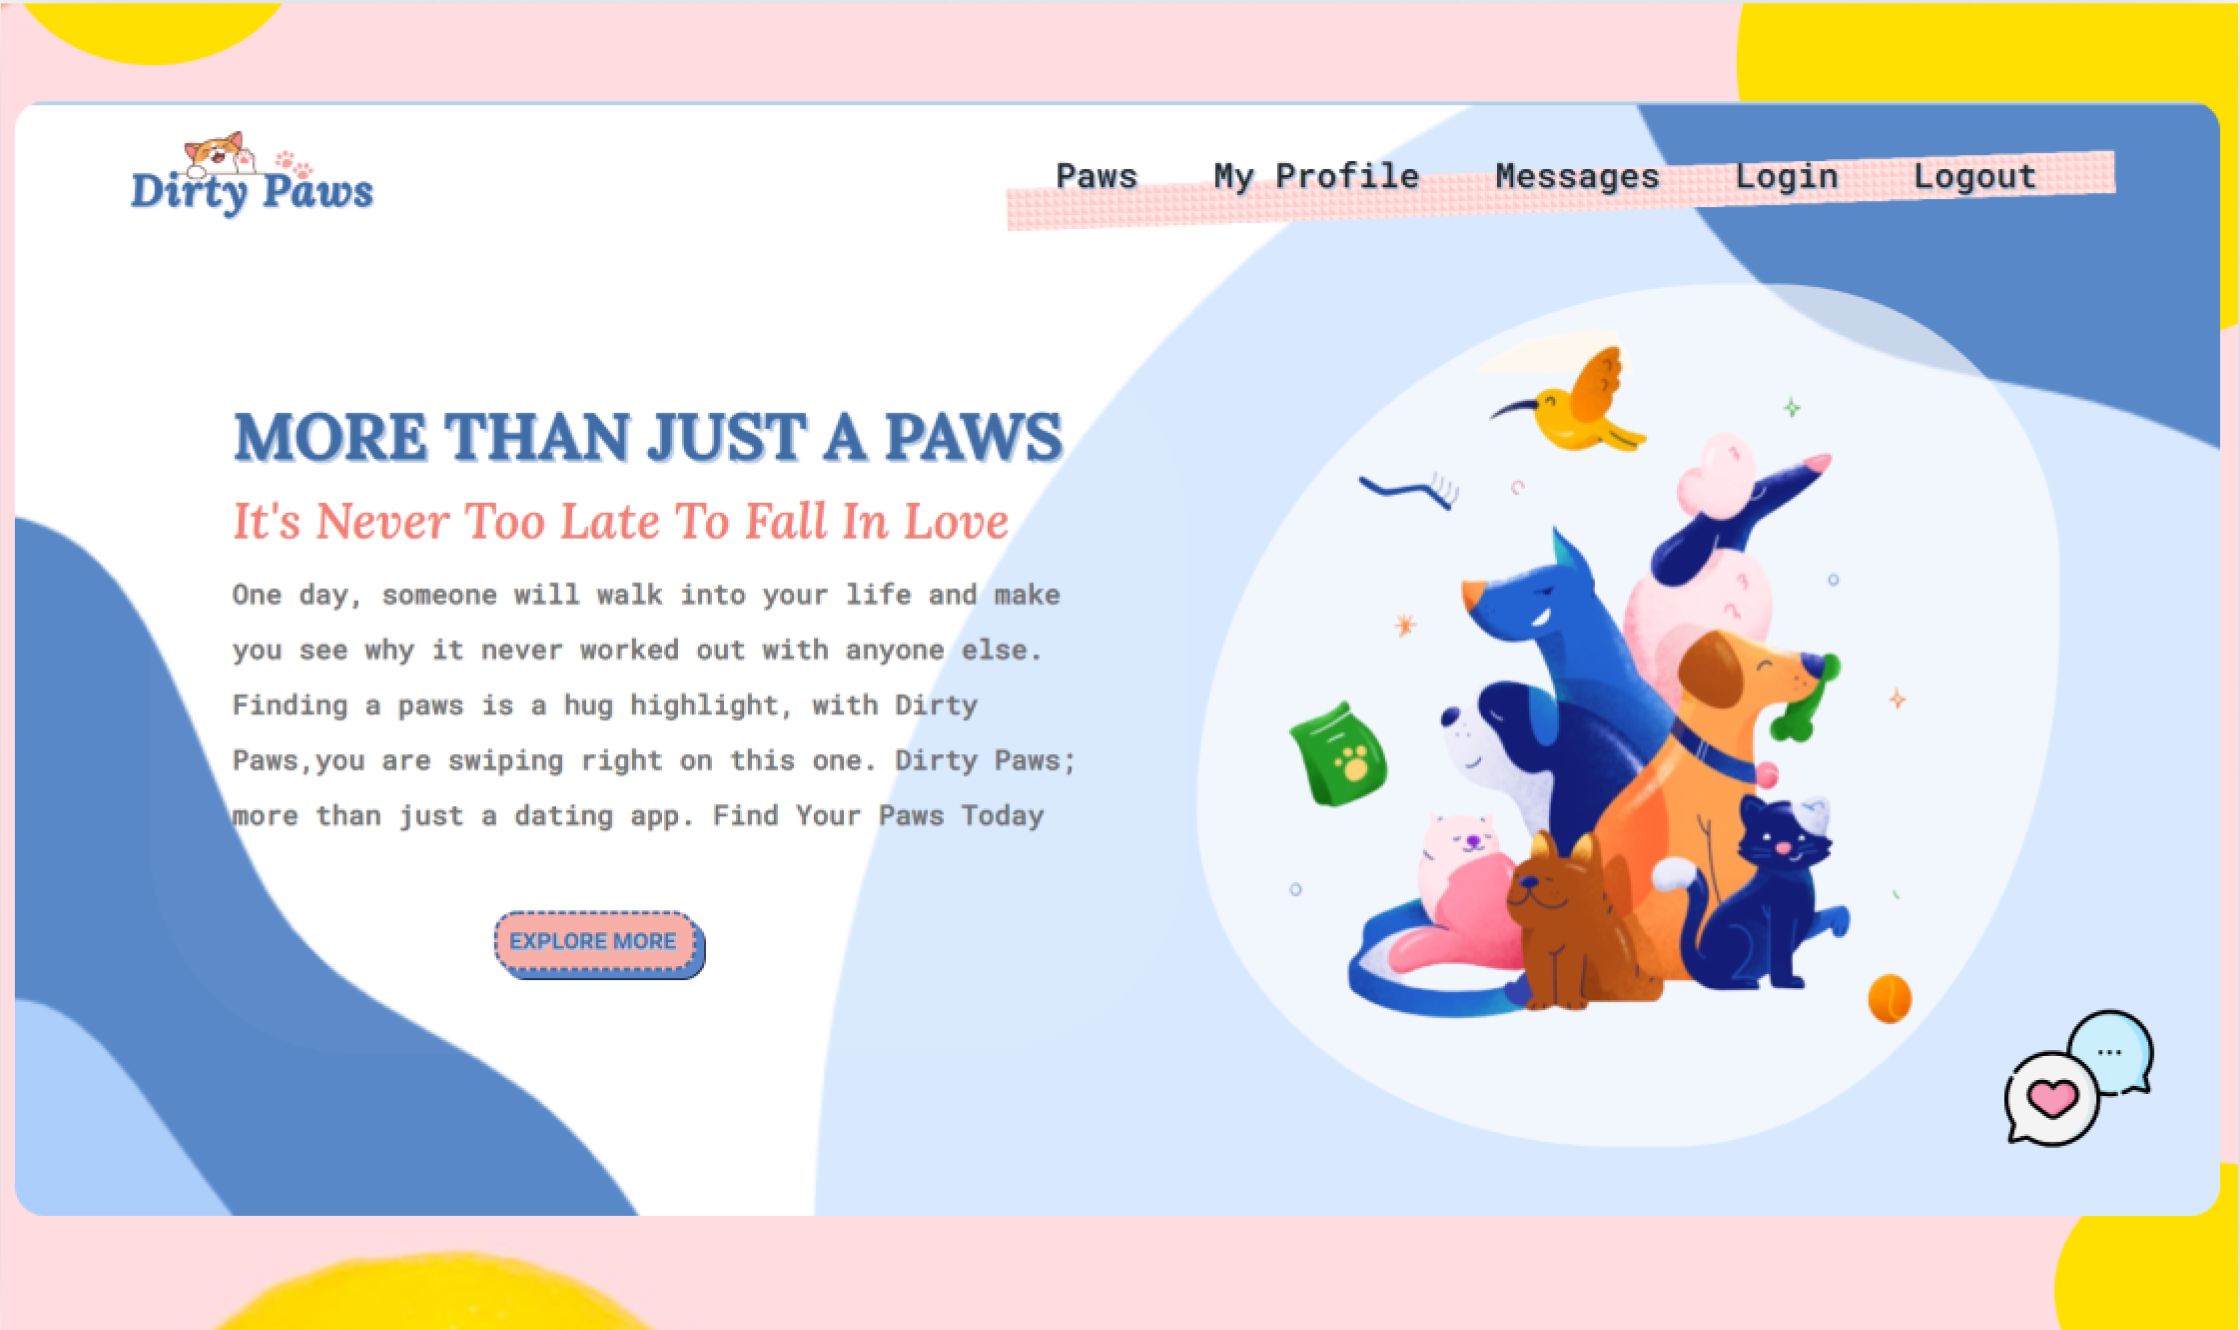 Dirty Paws
Paws My Profile Messages Login Logout
MORE THAN JUST A PAWS
It's Never Too Late To Fall In Love
One day, someone will walk into your life and make
you see why it never worked out with anyone else.
Finding a paws is a hug highlight, with Dirty
Paws,you are swiping right on this one. Dirty Paws;
more than just a dating app. Find Your Paws Today
EXPLORE MORE